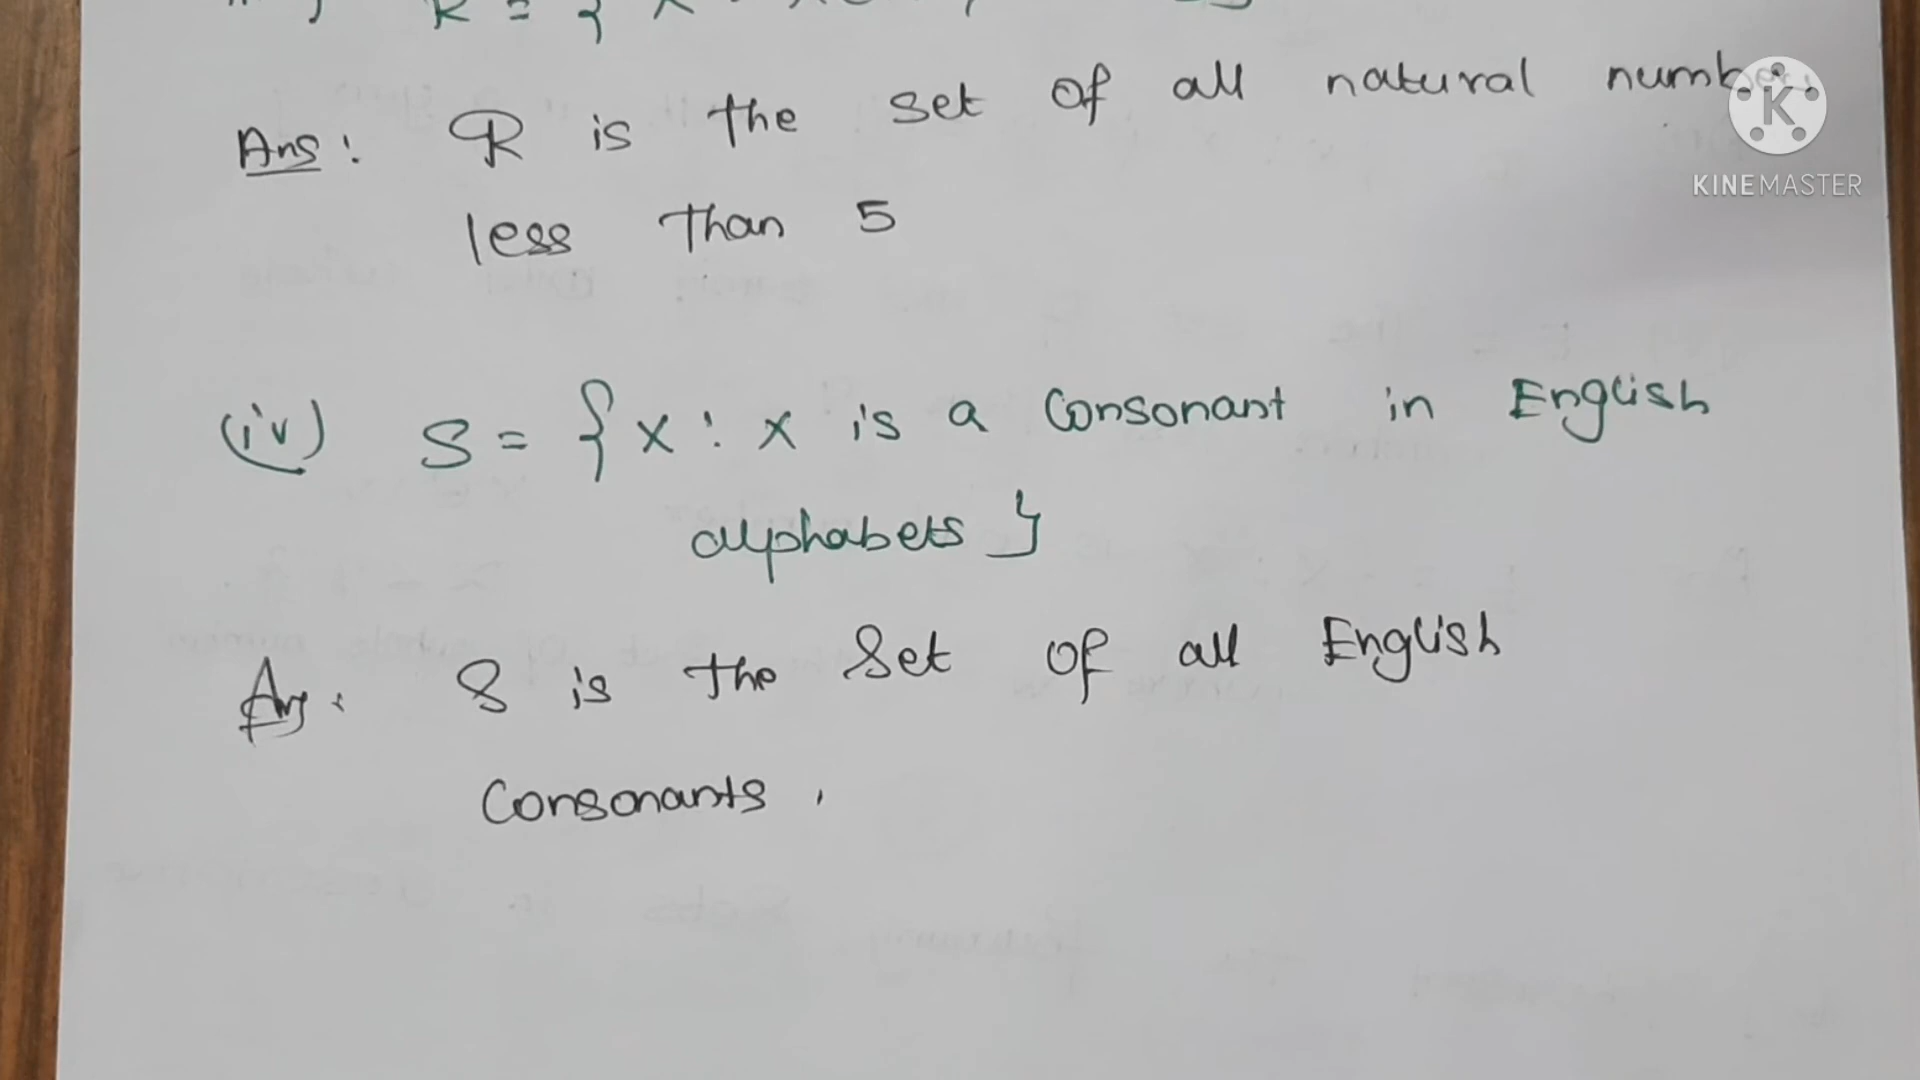 R = { x
Ans: R is the set of all natural number
KINEMASTER
less than 5
(iv) S = { x : x is a Consonant in English
alphabets }
Ans: S is the Set of all English
Consonants.